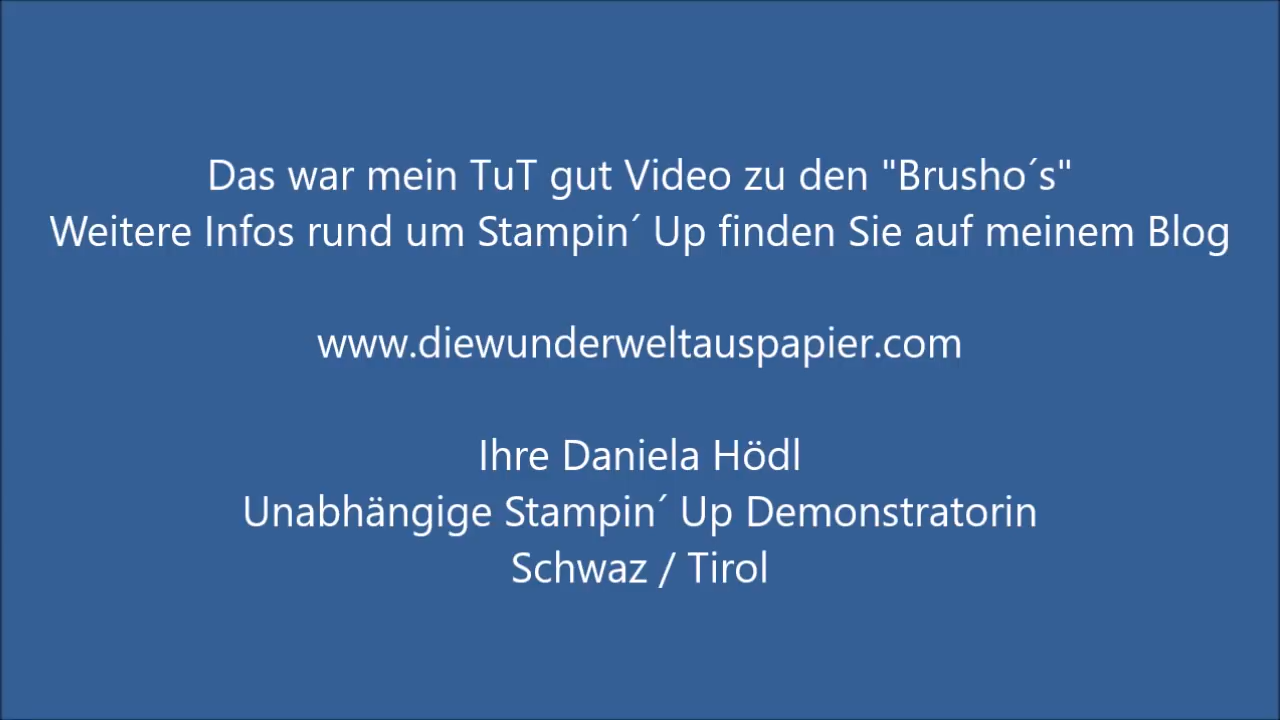 Das war mein TuT gut Video zu den "Brusho´s"
Weitere Infos rund um Stampin´ Up finden Sie auf meinem Blog
www.diewunderweltauspapier.com
Ihre Daniela Hödl
Unabhängige Stampin´ Up Demonstratorin
Schwaz / Tirol